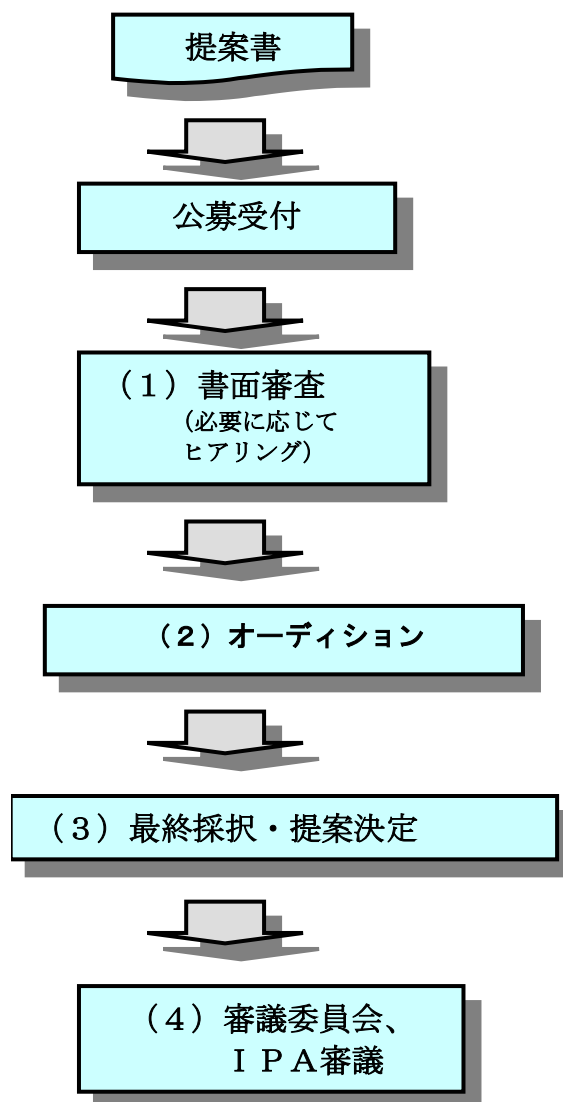 提案書
公募受付
（１）書面審査
（必要に応じて
ヒアリング）
（２）オーディション
（３）最終採択・提案決定
（４）審議委員会、
ＩＰＡ審議